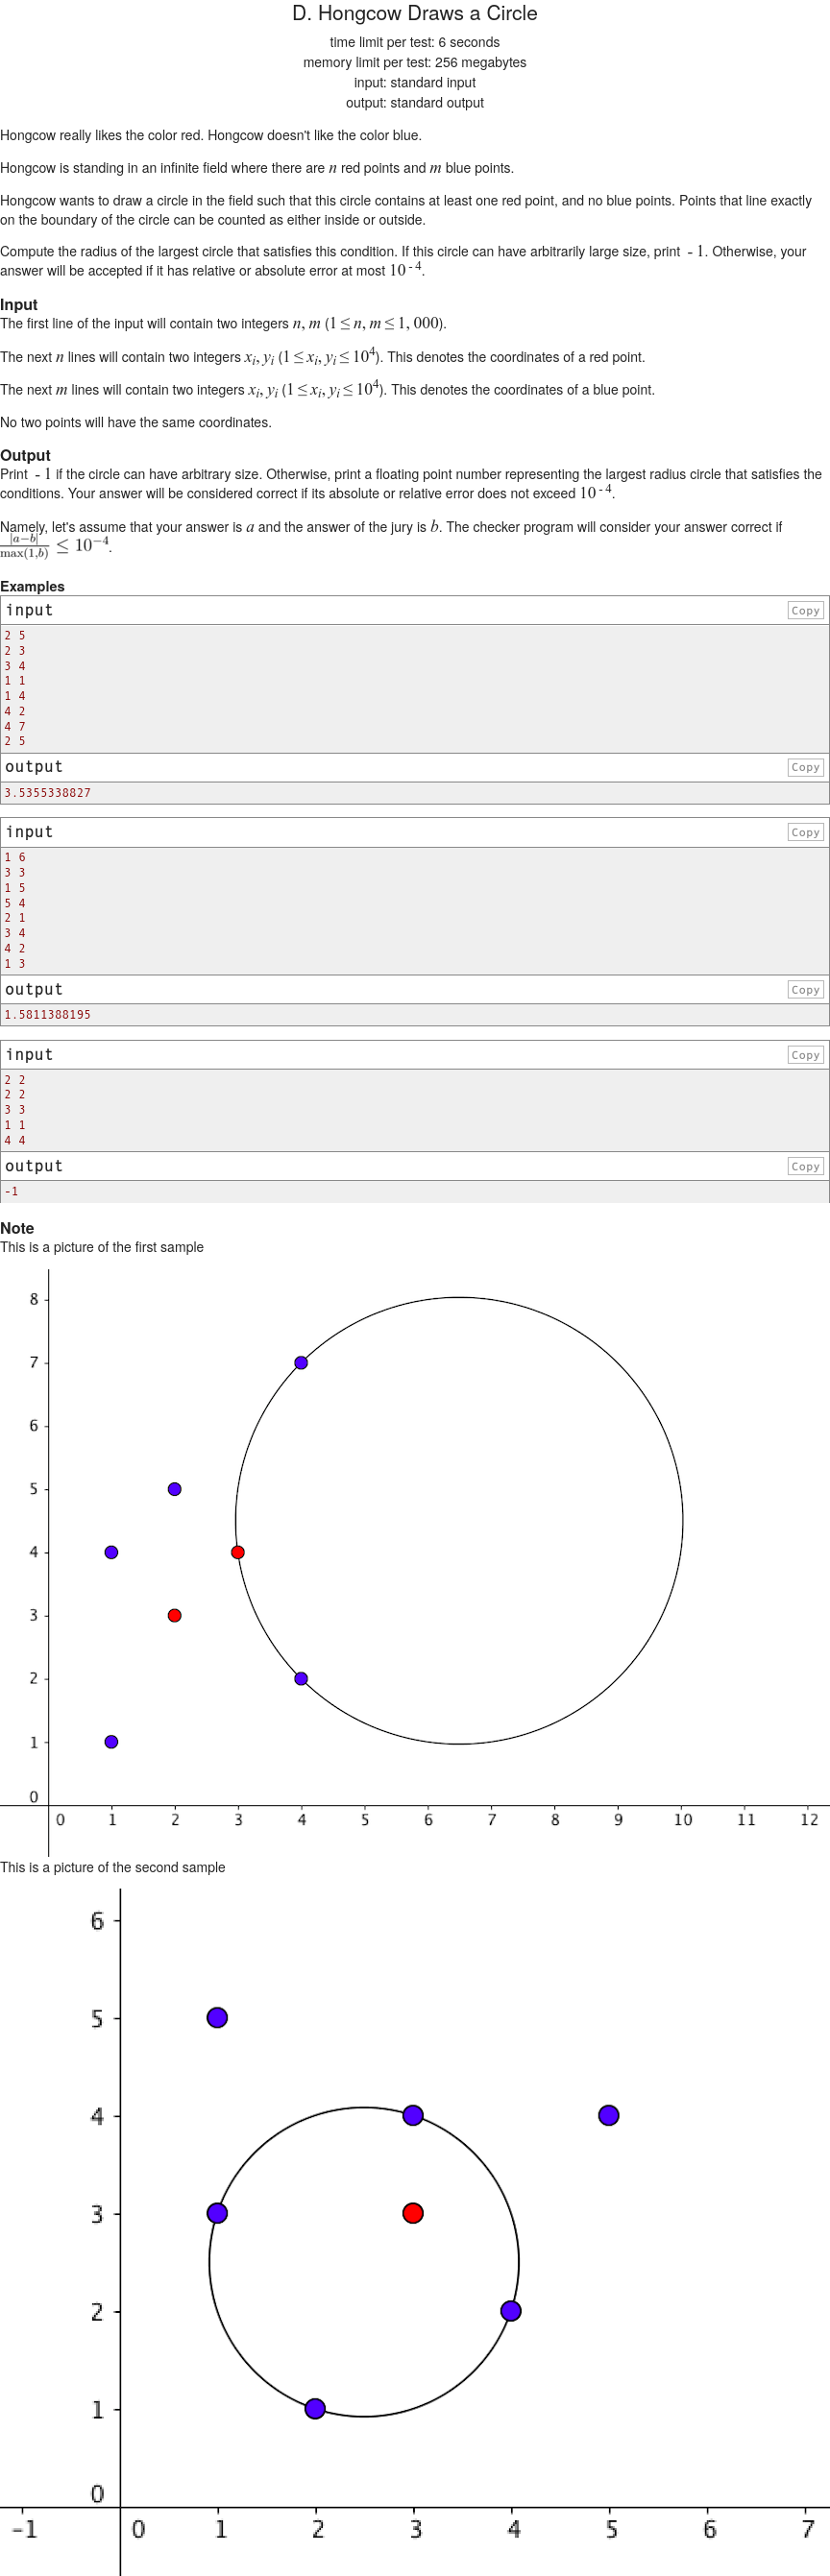 D. Hongcow Draws a Circle
time limit per test: 6 seconds
memory limit per test: 256 megabytes
input: standard input
output: standard output
Hongcow really likes the color red. Hongcow doesn't like the color blue.
Hongcow is standing in an infinite field where there are n red points and m blue points.
Hongcow wants to draw a circle in the field such that this circle contains at least one red point, and no blue points. Points that line exactly
on the boundary of the circle can be counted as either inside or outside.
Compute the radius of the largest circle that satisfies this condition. If this circle can have arbitrarily large size, print  - 1. Otherwise, your
answer will be accepted if it has relative or absolute error at most 10^{ - 4}.
Input
The first line of the input will contain two integers n, m (1 ≤ n, m ≤ 1, 000).
The next n lines will contain two integers x_i, y_i (1 ≤ x_i, y_i ≤ 10^4). This denotes the coordinates of a red point.
The next m lines will contain two integers x_i, y_i (1 ≤ x_i, y_i ≤ 10^4). This denotes the coordinates of a blue point.
No two points will have the same coordinates.
Output
Print  - 1 if the circle can have arbitrary size. Otherwise, print a floating point number representing the largest radius circle that satisfies the
conditions. Your answer will be considered correct if its absolute or relative error does not exceed 10^{ - 4}.
Namely, let's assume that your answer is a and the answer of the jury is b. The checker program will consider your answer correct if
|a−b|/max(1,b) ≤ 10^{−4}.
Examples
input Copy
2 5
2 3
3 4
1 1
1 4
4 2
4 7
2 5
output Copy
3.5355338827
input Copy
1 6
3 3
1 5
5 4
2 1
3 4
4 2
1 3
output Copy
1.5811388195
input Copy
2 2
2 2
3 3
1 1
4 4
output Copy
-1
Note
This is a picture of the first sample
8
7
6
5
4
3
2
1
0
0 1 2 3 4 5 6 7 8 9 10 11 12
This is a picture of the second sample
6
5
4
3
2
1
0
-1 0 1 2 3 4 5 6 7